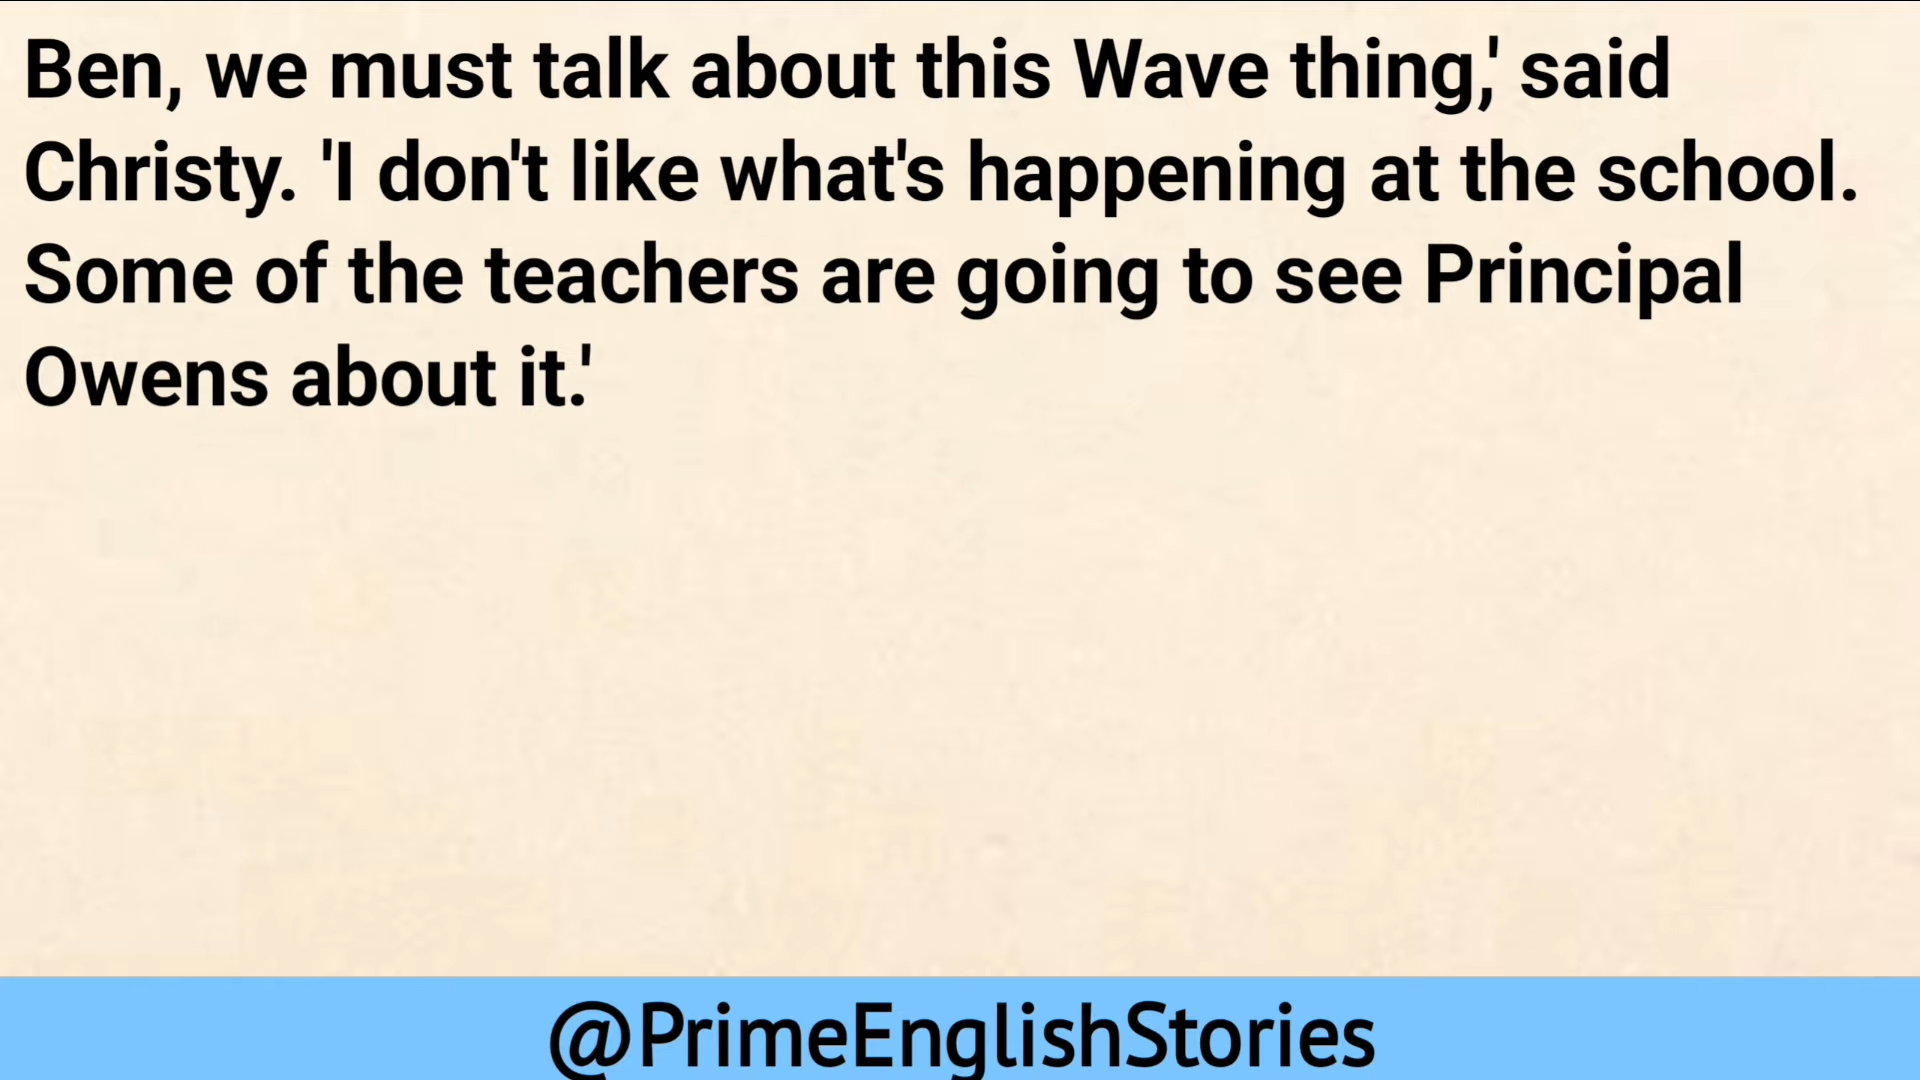 Ben, we must talk about this Wave thing,' said
Christy. 'I don't like what's happening at the school.
Some of the teachers are going to see Principal
Owens about it.'
@PrimeEnglishStories